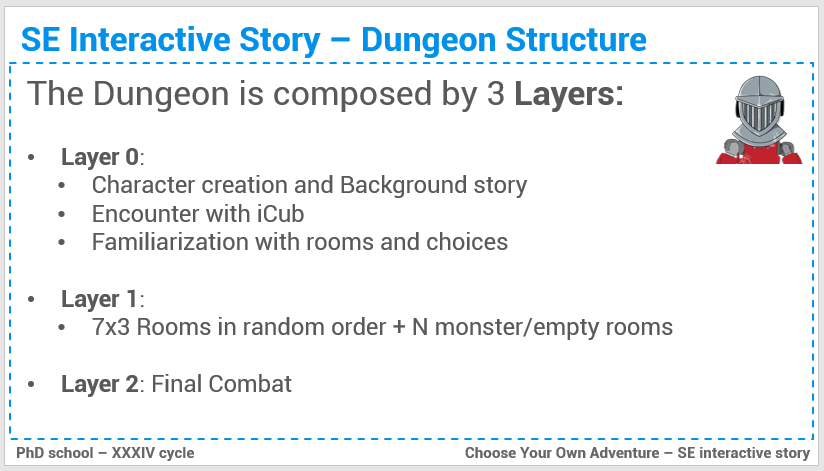 SE Interactive Story – Dungeon Structure
The Dungeon is composed by 3 Layers:
• Layer 0:
• Character creation and Background story
• Encounter with iCub
• Familiarization with rooms and choices
• Layer 1:
• 7x3 Rooms in random order + N monster/empty rooms
• Layer 2: Final Combat
PhD school – XXXIV cycle
Choose Your Own Adventure – SE interactive story